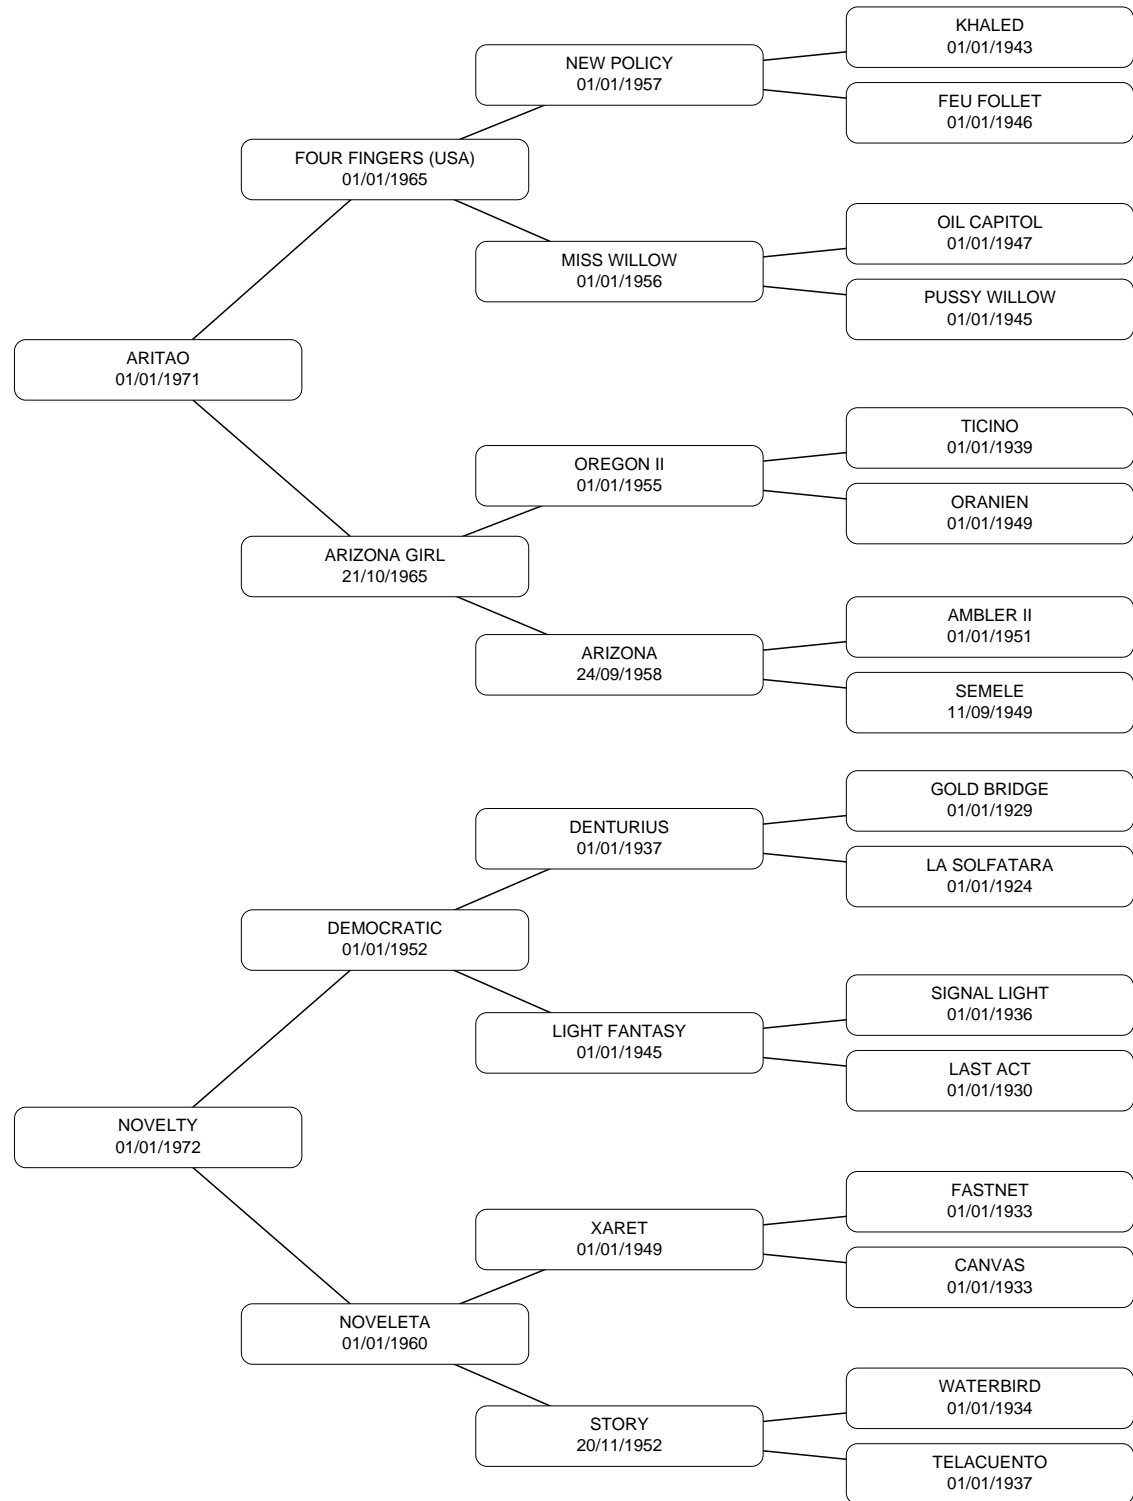 KHALED
01/01/1943
NEW POLICY
01/01/1957
FEU FOLLET
01/01/1946
FOUR FINGERS (USA)
01/01/1965
OIL CAPITOL
01/01/1947
MISS WILLOW
01/01/1956
PUSSY WILLOW
01/01/1945
ARITAO
01/01/1971
TICINO
01/01/1939
OREGON II
01/01/1955
ORANIEN
01/01/1949
ARIZONA GIRL
21/10/1965
AMBLER II
01/01/1951
ARIZONA
24/09/1958
SEMELE
11/09/1949
GOLD BRIDGE
01/01/1929
DENTURIUS
01/01/1937
LA SOLFATARA
01/01/1924
DEMOCRATIC
01/01/1952
SIGNAL LIGHT
01/01/1936
LIGHT FANTASY
01/01/1945
LAST ACT
01/01/1930
NOVELTY
01/01/1972
FASTNET
01/01/1933
XARET
01/01/1949
CANVAS
01/01/1933
NOVELETA
01/01/1960
WATERBIRD
01/01/1934
STORY
20/11/1952
TELACUENTO
01/01/1937